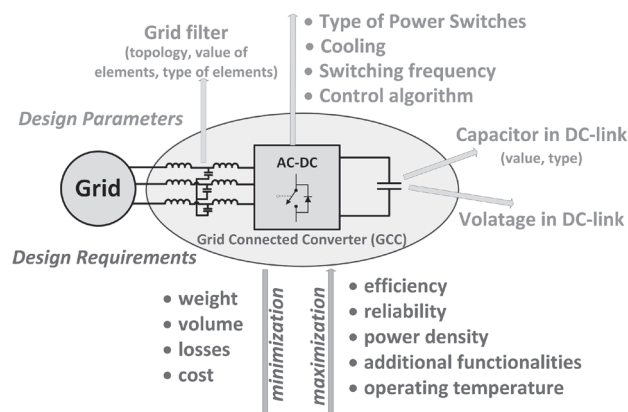 Grid filter
(topology, value of
elements, type of elements)
• Type of Power Switches
• Cooling
• Switching frequency
• Control algorithm
Design Parameters
Capacitor in DC-link
(value, type)
Volatage in DC-link
Grid
AC-DC
Grid Connected Converter (GCC)
Design Requirements
• weight
• volume
• losses
• cost
minimization
maximization
• efficiency
• reliability
• power density
• additional functionalities
• operating temperature